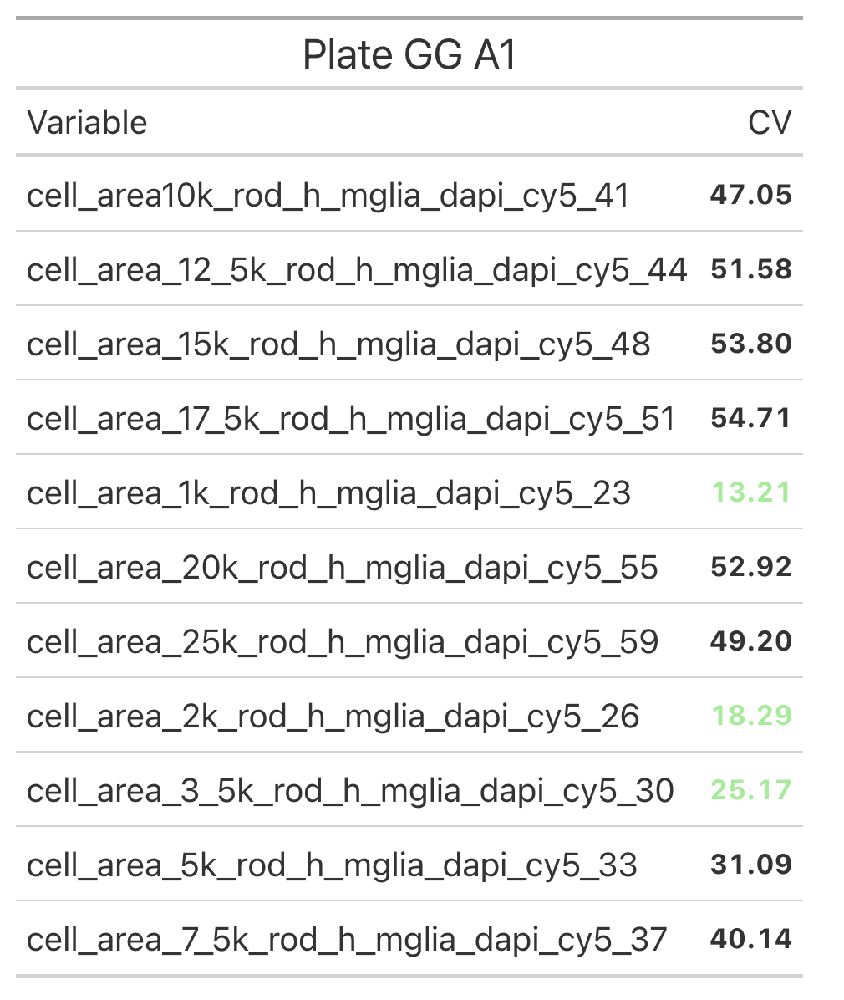 Plate GG A1
Variable CV
cell_area10k_rod_h_mglia_dapi_cy5_41 47.05
cell_area_12_5k_rod_h_mglia_dapi_cy5_44 51.58
cell_area_15k_rod_h_mglia_dapi_cy5_48 53.80
cell_area_17_5k_rod_h_mglia_dapi_cy5_51 54.71
cell_area_1k_rod_h_mglia_dapi_cy5_23 13.21
cell_area_20k_rod_h_mglia_dapi_cy5_55 52.92
cell_area_25k_rod_h_mglia_dapi_cy5_59 49.20
cell_area_2k_rod_h_mglia_dapi_cy5_26 18.29
cell_area_3_5k_rod_h_mglia_dapi_cy5_30 25.17
cell_area_5k_rod_h_mglia_dapi_cy5_33 31.09
cell_area_7_5k_rod_h_mglia_dapi_cy5_37 40.14